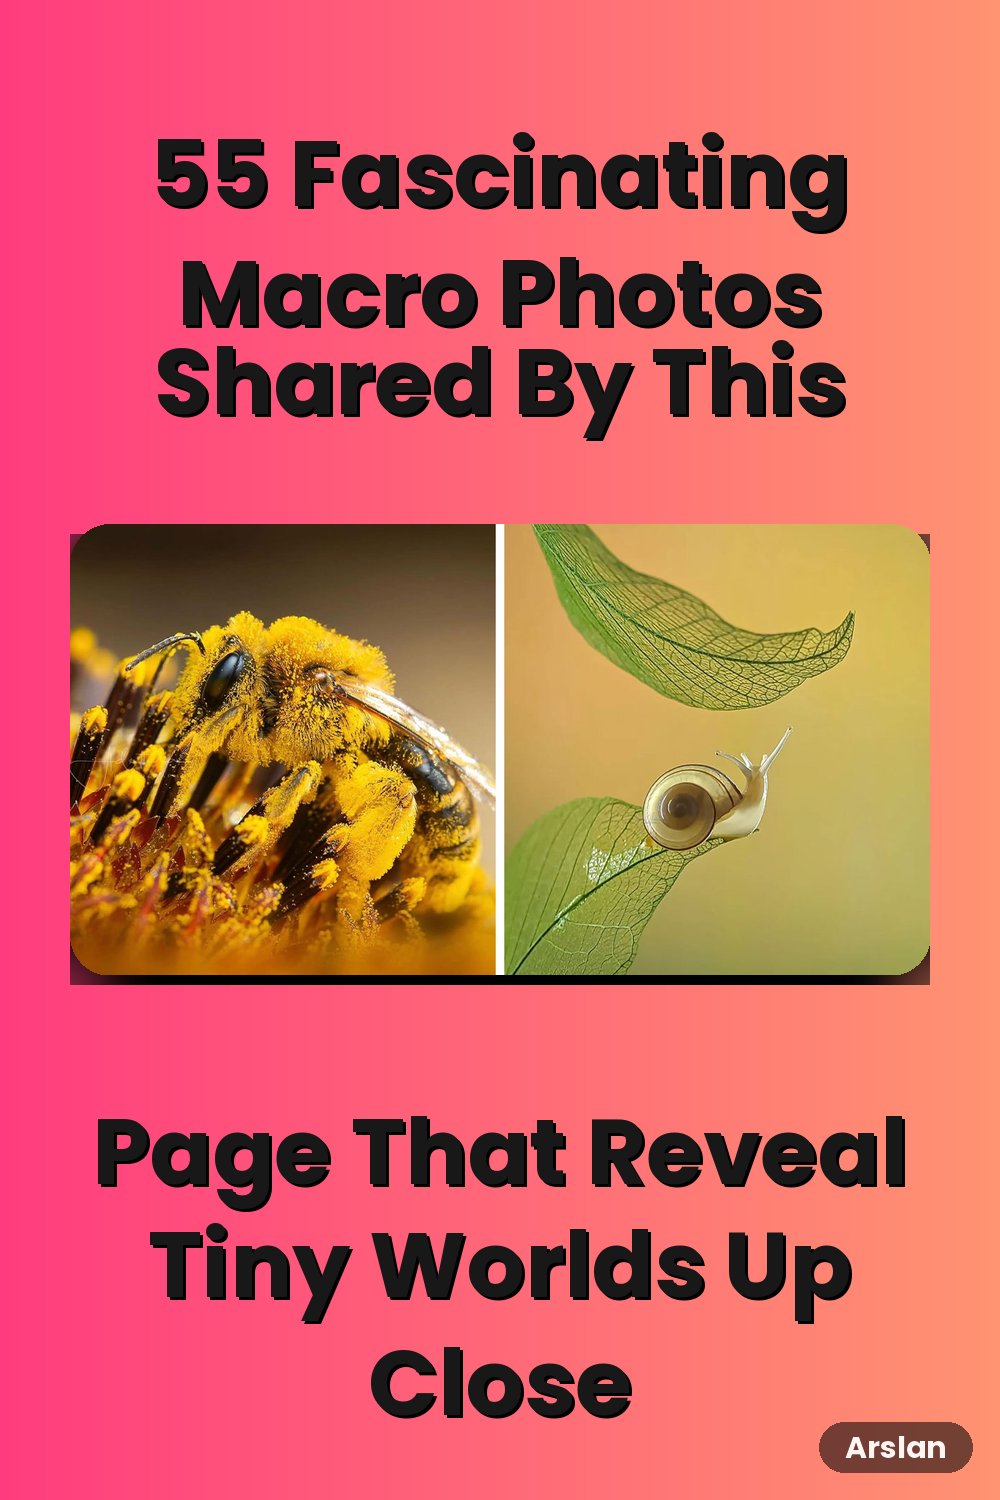 55 Fascinating
Macro Photos
Shared By This
Page That Reveal
Tiny Worlds Up
Close
Arslan